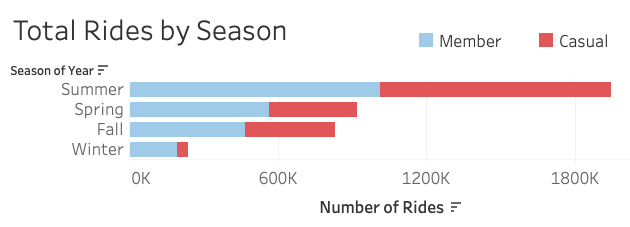 Total Rides by Season
Member Casual
Season of Year
Summer
Spring
Fall
Winter
0K 600K 1200K 1800K
Number of Rides